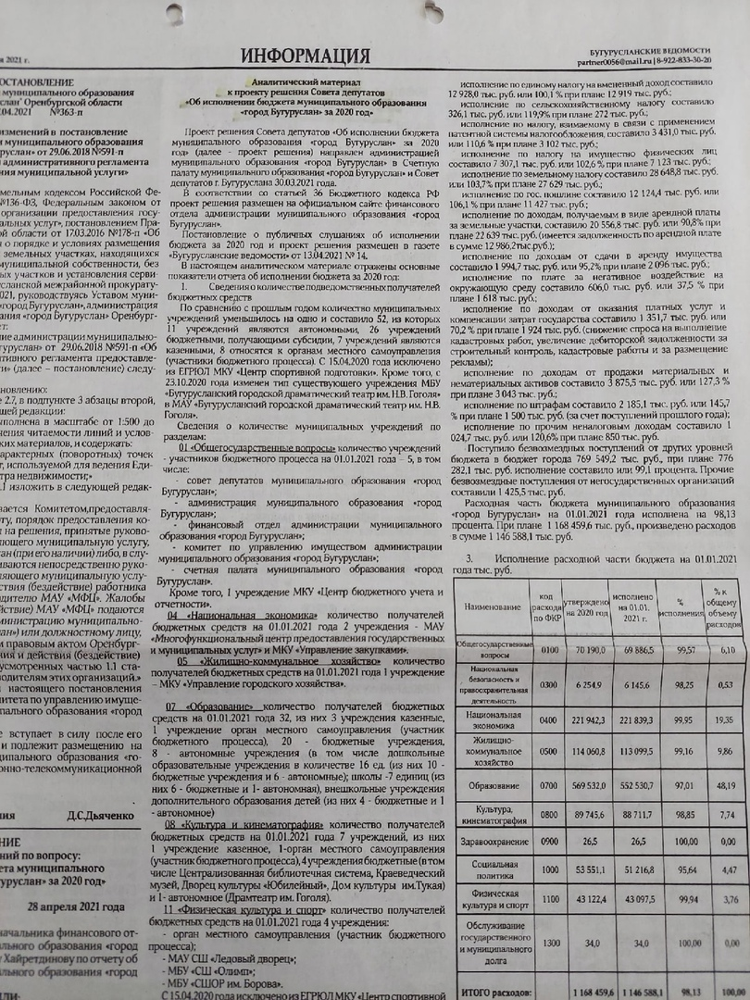 я 2021 г.
ИНФОРМАЦИЯ
БУГУРУСЛАНСКИЕ ВЕДОМОСТИ
partner0056@mail.ru | 8-922-833-30-20
ОСТАНОВЛЕНИЕ
муниципального образования
руслан" Оренбургской области
.04.2021 №363-п
изменений в постановление
и муниципального образования
руслан» от 29.06.2018 №591-п
административного регламента
ния муниципальной услуги»
емельным кодексом Российской Фе-
№136-ФЗ, Федеральным законом от
организации предоставления госу-
альных услуг», постановлением Пра-
й области от 17.03.2016 №178-п «Об
и о порядке и условиях размещения
земельных участках, находящихся
муниципальной собственности, без
ых участков и установления серви-
усланской межрайонной прокурату-
021, руководствуясь Уставом муни-
«город Бугуруслан», администрация
ования «город Бугуруслан» Оренбург-
ет:
ние администрации муниципально-
гуруслан» от 29.06.2018 №591-п «Об
тивного регламента предоставле-
и» (далее – постановление) следу-
новлению:
е 2.7, в подпункте 3 абзацы второй,
щей редакции:
ыполнена в масштабе от 1:500 до
чения читаемости линий и услов-
ких материалов, и содержать:
арактерных (поворотных) точек
т, используемой для ведения Еди-
тра недвижимости;»
.1 изложить в следующей редак-
вается Комитетом,предоставля-
гу, порядок предоставления ко-
и на решения, принятые руково-
яющего муниципальную услугу,
ан (при его наличии) либо, в слу-
иваются непосредственно руко-
ляющего муниципальную услу-
ствия (бездействие) работника
водителю МАУ «МФЦ». Жалобы
йствие) МАУ «МФЦ» подаются
министрацию муниципально-
лан») или должностному лицу,
м правовым актом Оренбург-
ния и действия (бездействие)
усмотренных частью 1.1 ста-
водителям этих организаций.»
настоящего постановления
митета по управлению имуще-
пального образования «город
е вступает в силу после его
и подлежит размещению на
ципального образования «го-
онно-телекоммуникационной
ния Д.С.Дьяченко
НИЕ
ний по вопросу:
ета муниципального
уруслан» за 2020 год»
28 апреля 2021 года
начальника финансового от-
льного образования «город
Хайретдинову по отчету об
льного образования «город
Аналитический материал
к проекту решения Совета депутатов
«Об исполнении бюджета муниципального образования
«город Бугуруслан» за 2020 год»
Проект решения Совета депутатов «Об исполнении бюджета
муниципального образования «город Бугуруслан» за 2020
год» (далее – проект решения) направлен администрацией
муниципального образования «город Бугуруслан» в Счетную
палату муниципального образования «город Бугуруслан» и Совет
депутатов г. Бугуруслана 30.03.2021 года.
В соответствии со статьей 36 Бюджетного кодекса РФ
проект решения размещен на официальном сайте финансового
отдела администрации муниципального образования «город
Бугуруслан».
Постановление о публичных слушаниях об исполнении
бюджета за 2020 год и проект решения размещен в газете
«Бугурусланские ведомости» от 13.04.2021 № 14.
В настоящем аналитическом материале отражены основные
показатели отчета об исполнении бюджета за 2020 год:
1. Сведения о количестве подведомственных получателей
бюджетных средств
По сравнению с прошлым годом количество муниципальных
учреждений уменьшилось на одно и составило 52, из которых
11 учреждений являются автономными, 26 учреждений
бюджетными, получающими субсидии, 7 учреждений являются
казенными, 8 относятся к органам местного самоуправления
(участники бюджетного процесса). С 15.04.2020 год исключено
из ЕГРЮЛ МКУ «Центр спортивной подготовки». Кроме того, с
23.10.2020 год изменен тип существующего учреждения МБУ
«Бугурусланский городской драматический театр им. Н.В. Гоголя»
в МАУ «Бугурусланский городской драматический театр им. Н.В.
Гоголя».
Сведения о количестве муниципальных учреждений по
разделам:
01 «Общегосударственные вопросы» количество учреждений
- участников бюджетного процесса на 01.01.2021 года – 5, в том
числе:
- совет депутатов муниципального образования «город
Бугуруслан»;
- администрация муниципального образования «город
Бугуруслан»;
- финансовый отдел администрации муниципального
образования «город Бугуруслан»;
- комитет по управлению имуществом администрации
муниципального образования «город Бугуруслан»;
- счетная палата муниципального образования «город
Бугуруслан».
Кроме того, 1 учреждение МКУ «Центр бюджетного учета и
отчетности».
04 «Национальная экономика» количество получателей
бюджетных средств на 01.01.2021 года 2 учреждения - МАУ
«Многофункциональный центр предоставления государственных
и муниципальных услуг» и МКУ «Управление закупками».
05 «Жилищно-коммунальное хозяйство» количество
получателей бюджетных средств на 01.01.2021 года 1 учреждение
– МКУ «Управление городского хозяйства».
07 «Образование» количество получателей бюджетных
средств на 01.01.2021 года 32, из них 3 учреждения казенные,
1 учреждение орган местного самоуправления (участник
бюджетного процесса), 20 - бюджетные учреждения,
8 - автономные учреждения (в том числе дошкольные
образовательные учреждения в количестве 16 ед. (из них 10 -
бюджетные учреждения и 6 - автономные); школы -7 единиц (из
них 6 - бюджетные и 1- автономная), внешкольные учреждения
дополнительного образования детей (из них 4 - бюджетные и 1
- автономное)
08 «Культура и кинематография» количество получателей
бюджетных средств на 01.01.2021 года 7 учреждений, из них
1 учреждение казенное, 1-орган местного самоуправления
(участник бюджетного процесса), 4 учреждения бюджетные (в том
числе Централизованная библиотечная система, Краеведческий
музей, Дворец культуры «Юбилейный», Дом культуры им.Тукая)
и 1- автономное (Драмтеатр им. Гоголя).
11 «Физическая культура и спорт» количество получателей
бюджетных средств на 01.01.2021 года 4 учреждения:
- орган местного самоуправления (участник бюджетного
процесса);
- МАУ СШ «Ледовый дворец»;
- МБУ «СШ «Олимп»;
- МБУ «СШОР им. Борова».
С 15.04.2020 года исключено из ЕГРЮЛ МКУ «Центр спортивной
исполнение по единому налогу на вмененный доход составило
12 928,0 тыс. руб. или 100,1 % при плане 12 919 тыс. руб.;
исполнение по сельскохозяйственному налогу составило
326,1 тыс. руб. или 119,9% при плане 272 тыс. руб.;
исполнение по налогу, взимаемому в связи с применением
патентной системы налогообложения, составило 3 431,0 тыс. руб.
или 110,6 % при плане 3 102 тыс. руб.;
исполнение по налогу на имущество физических лиц
составило 7 307,1 тыс. руб. или 102,6 % при плане 7 123 тыс. руб.;
исполнение по земельному налогу составило 28 648,8 тыс. руб.
или 103,7% при плане 27 629 тыс. руб.;
исполнение по гос. пошлине составило 12 124,4 тыс. руб. или
106,1 % при плане 11 427 тыс. руб.;
исполнение по доходам, получаемым в виде арендной платы
за земельные участки, составило 20 556,8 тыс. руб. или 90,8% при
плане 22 639 тыс. руб. (имеется задолженность по арендной плате
в сумме 12 986,2тыс.руб.);
исполнение по доходам от сдачи в аренду имущества
составило 1 994,7 тыс. руб. или 95,2% при плане 2 096 тыс. руб.;
исполнение по плате за негативное воздействие на
окружающую среду составило 606,0 тыс. руб. или 37,5 % при
плане 1 618 тыс. руб.;
исполнение по доходам от оказания платных услуг и
компенсации затрат государства составило 1 351,7 тыс. руб. или
70,2 % при плане 1 924 тыс. руб. (снижение спроса на выполнение
кадастровых работ, увеличение дебиторской задолженности за
строительный контроль, кадастровые работы и за размещение
рекламы);
исполнение по доходам от продажи материальных и
нематериальных активов составило 3 875,5 тыс. руб. или 127,3 %
при плане 3 043 тыс. руб.;
исполнение по штрафам составило 2 185,1 тыс. руб. или 145,7
% при плане 1 500 тыс. руб. (за счет поступлений прошлого года);
исполнение по прочим неналоговым доходам составило 1
024,7 тыс. руб. или 120,6% при плане 850 тыс. руб.
Поступило безвозмездных поступлений от других уровней
бюджета в бюджет города 769 549,2 тыс. руб., при плане 776
282,1 тыс. руб. исполнение составило или 99,1 процента. Прочие
безвозмездные поступления от негосударственных организаций
составили 1 425,5 тыс. руб.
Расходная часть бюджета муниципального образования
«город Бугуруслан» на 01.01.2021 года исполнена на 98,13
процента. При плане 1 168 459,6 тыс. руб., произведено расходов
в сумме 1 146 588,1 тыс. руб.
3. Исполнение расходной части бюджета на 01.01.2021
года тыс. руб.
Наименование код расхода по ФКР утверждено на 2020 год исполнено на 01.01. 2021 г. % исполнения % к общему объему расходов
Общегосударственные вопросы 0100 70 190,0 69 886,5 99,57 6,10
Национальная безопасность и правоохранительная деятельность 0300 6 254,9 6 145,6 98,25 0,53
Национальная экономика 0400 221 942,3 221 839,3 99,95 19,35
Жилищно-коммунальное хозяйство 0500 114 060,8 113 099,5 99,16 9,86
Образование 0700 569 532,0 552 530,7 97,01 48,19
Культура, кинематография 0800 89 745,6 88 711,7 98,85 7,74
Здравоохранение 0900 26,5 26,5 100,00 0,00
Социальная политика 1000 53 551,1 51 216,8 95,64 4,47
Физическая культура и спорт 1100 43 122,4 43 097,5 99,94 3,76
Обслуживание государственного и муниципального долга 1300 34,0 34,0 100,00 0,00
ИТОГО расходов: 1 168 459,6 1 146 588,1 98,13 100,00